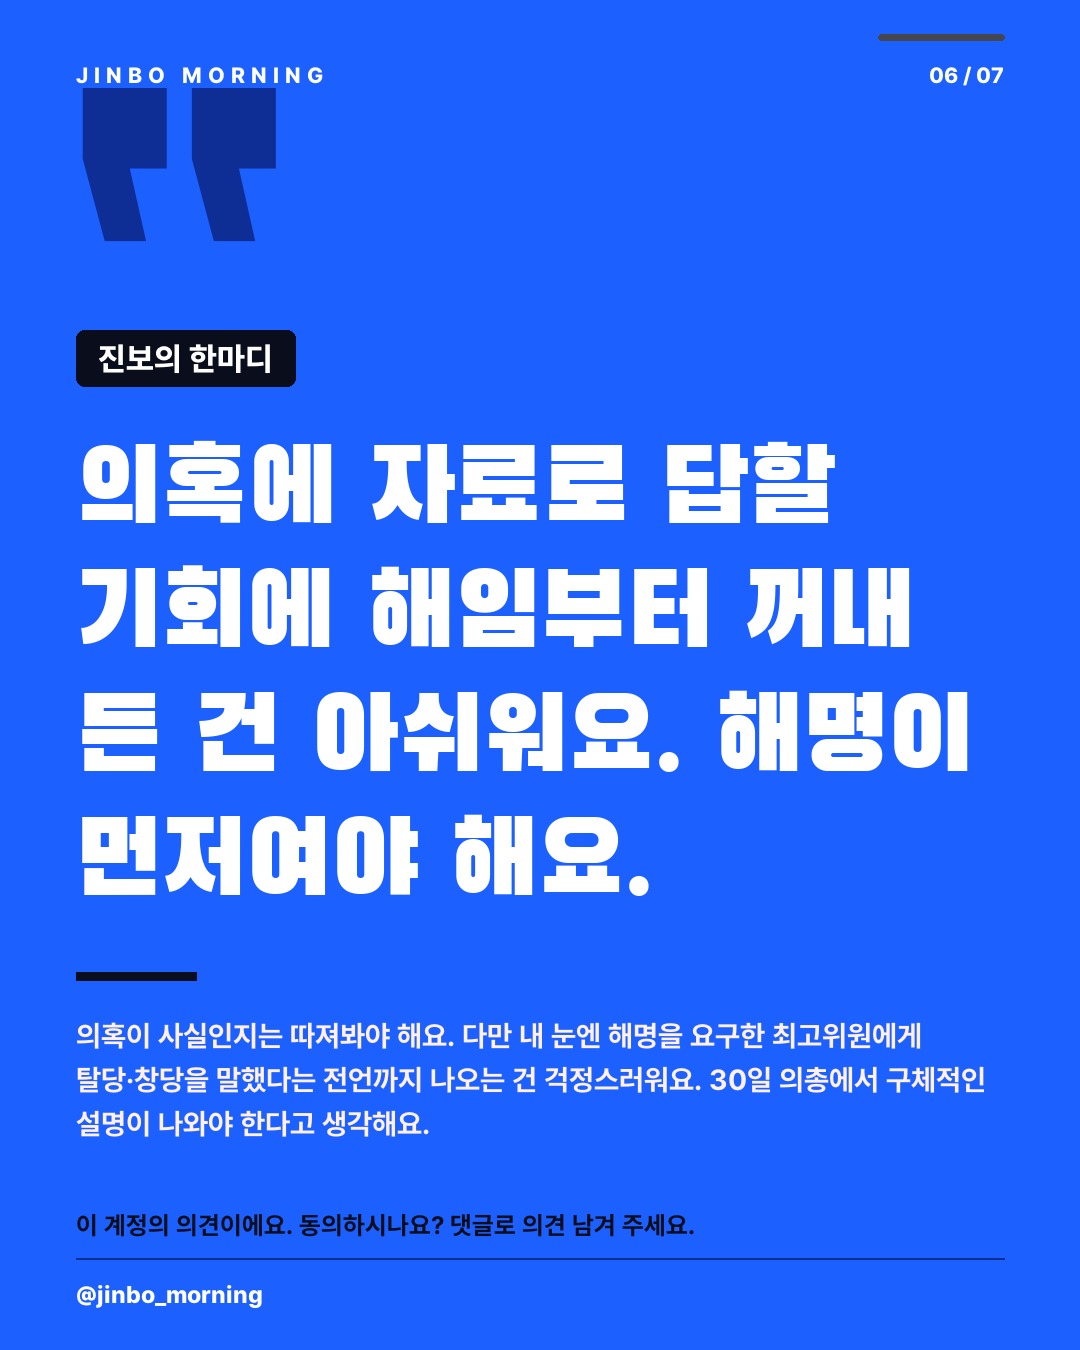 JINBO MORNING
06 / 07
진보의 한마디
의혹에 자료로 답할
기회에 해임부터 꺼내
든 건 아쉬워요. 해명이
먼저여야 해요.
의혹이 사실인지는 따져봐야 해요. 다만 내 눈엔 해명을 요구한 최고위원에게
탈당·창당을 말했다는 전언까지 나오는 건 걱정스러워요. 30일 의총에서 구체적인
설명이 나와야 한다고 생각해요.
이 계정의 의견이에요. 동의하시나요? 댓글로 의견 남겨 주세요.
@jinbo_morning